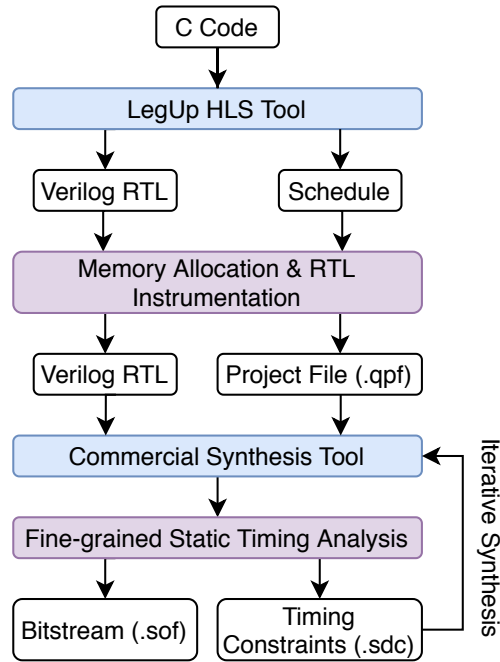 C Code
LegUp HLS Tool
Verilog RTL
Schedule
Memory Allocation & RTL
Instrumentation
Verilog RTL
Project File (.qpf)
Commercial Synthesis Tool
Iterative Synthesis
Fine-grained Static Timing Analysis
Bitstream (.sof)
Timing
Constraints (.sdc)